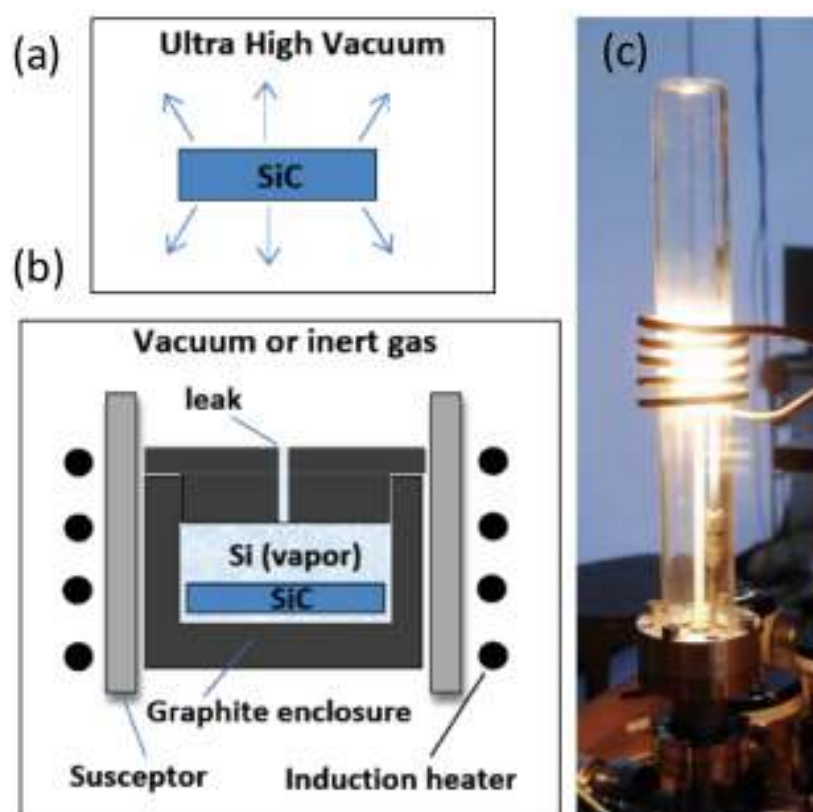 (a)
Ultra High Vacuum
SiC
(b)
Vacuum or inert gas
leak
Si (vapor)
SiC
Graphite enclosure
Susceptor
Induction heater
(c)